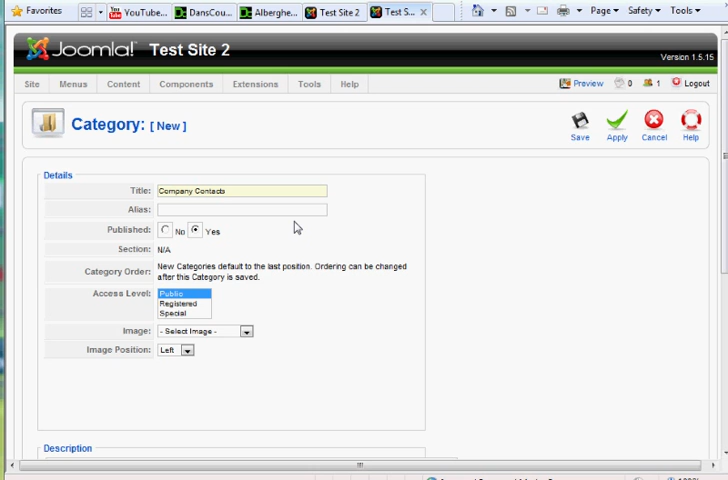 Favorites YouTube... DansCou... Alberghe... Test Site 2 Test S... Page Safety Tools
Joomla! Test Site 2
Version 1.5.15
Site Menus Content Components Extensions Tools Help Preview 0 1 Logout
Category: [ New ]
Save Apply Cancel Help
Details
Title: Company Contacts
Alias:
Published: No Yes
Section: N/A
Category Order: New Categories default to the last position. Ordering can be changed
after this Category is saved.
Access Level: Public
Registered
Special
Image: - Select Image -
Image Position: Left
Description